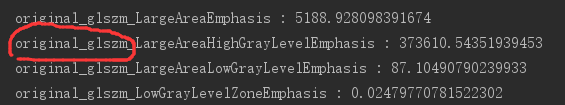 original_glszm_LargeAreaEmphasis : 5188.928098391674
original_glszm_LargeAreaHighGrayLevelEmphasis : 373610.54351939453
original_glszm_LargeAreaLowGrayLevelEmphasis : 87.10490790239933
original_glszm_LowGrayLevelZoneEmphasis : 0.02479770781522302